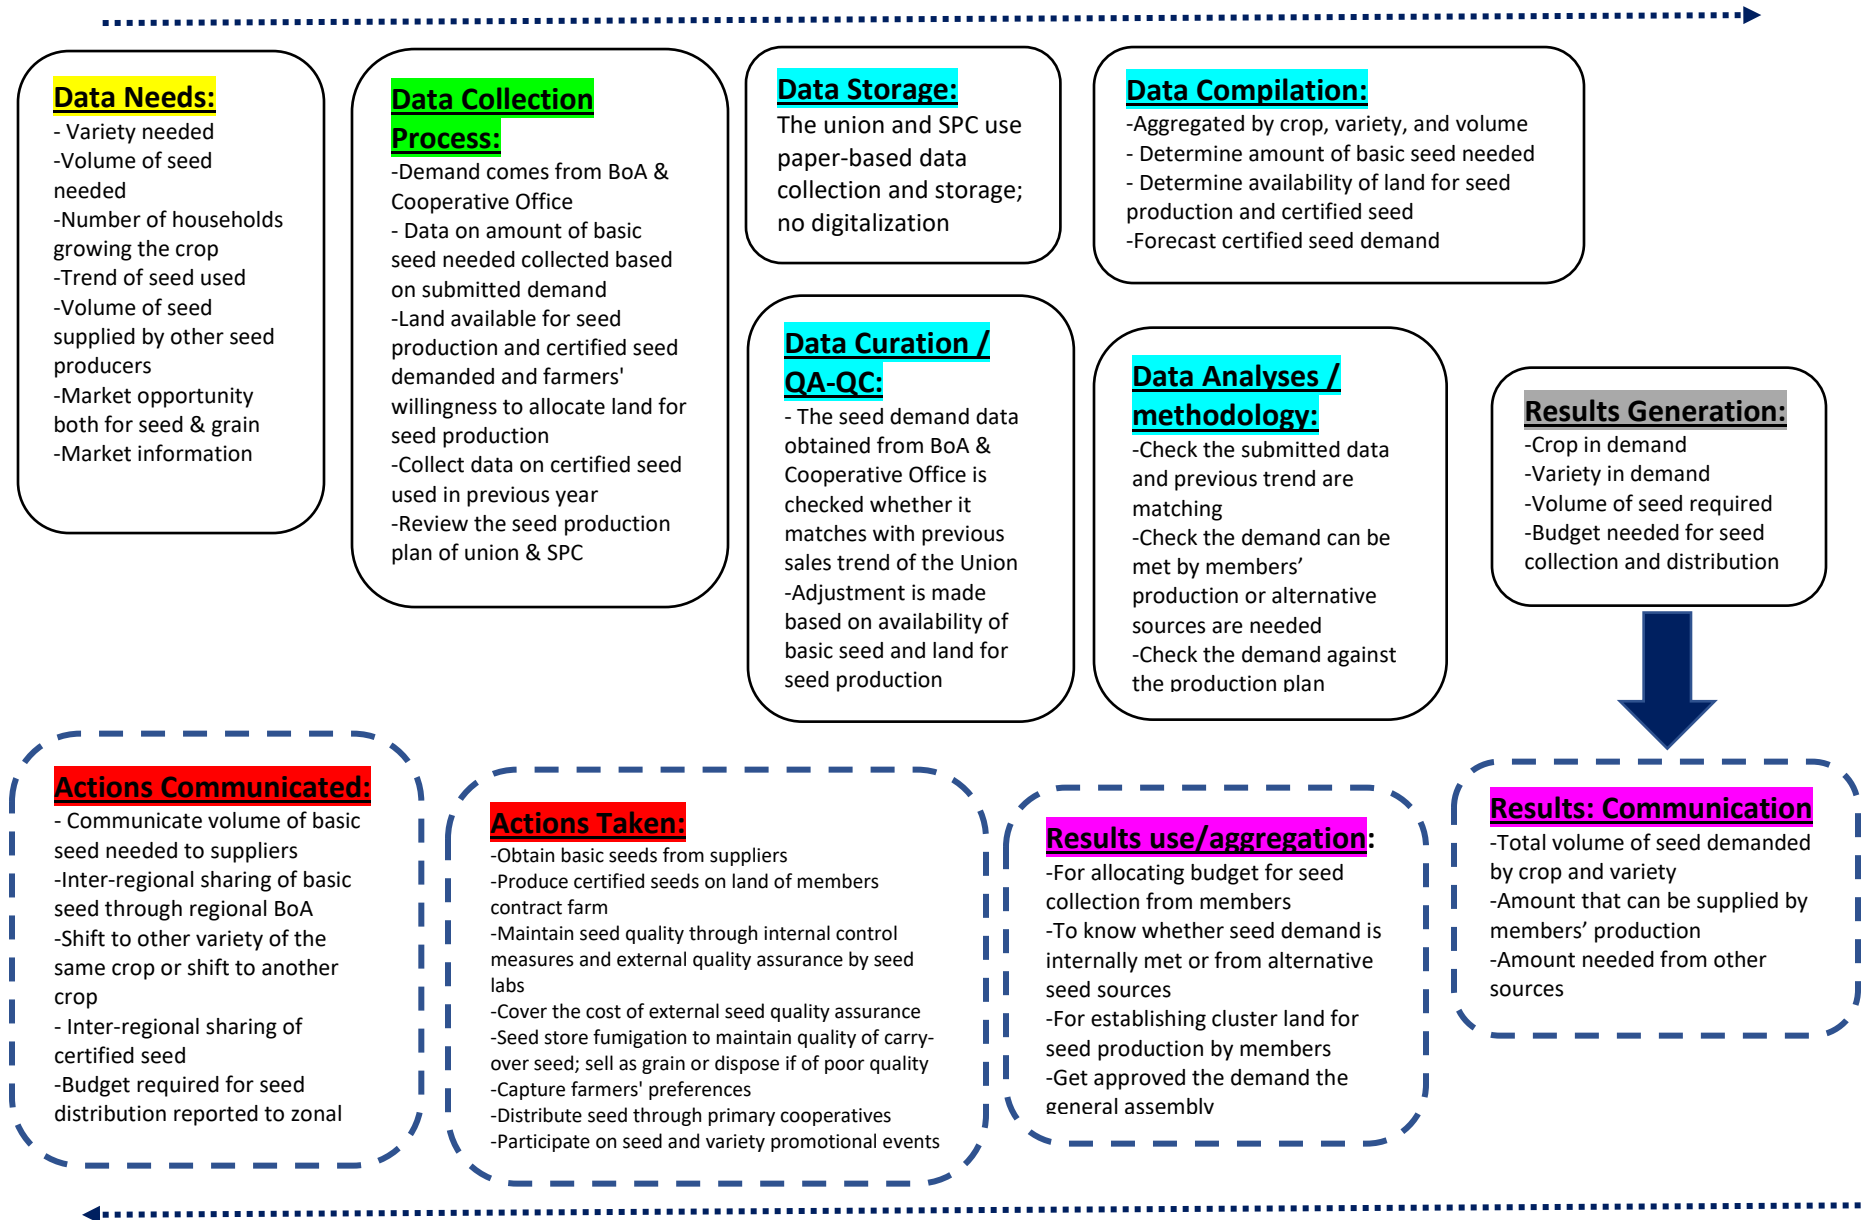 Data Needs:
- Variety needed
-Volume of seed
needed
-Number of households
growing the crop
-Trend of seed used
-Volume of seed
supplied by other seed
producers
-Market opportunity
both for seed & grain
-Market information
Data Collection
Process:
-Demand comes from BoA &
Cooperative Office
- Data on amount of basic
seed needed collected based
on submitted demand
-Land available for seed
production and certified seed
demanded and farmers'
willingness to allocate land for
seed production
-Collect data on certified seed
used in previous year
-Review the seed production
plan of union & SPC
Data Storage:
The union and SPC use
paper-based data
collection and storage;
no digitalization
Data Compilation:
-Aggregated by crop, variety, and volume
- Determine amount of basic seed needed
- Determine availability of land for seed
production and certified seed
-Forecast certified seed demand
Data Curation /
QA-QC:
- The seed demand data
obtained from BoA &
Cooperative Office is
checked whether it
matches with previous
sales trend of the Union
-Adjustment is made
based on availability of
basic seed and land for
seed production
Data Analyses /
methodology:
-Check the submitted data
and previous trend are
matching
-Check the demand can be
met by members’
production or alternative
sources are needed
-Check the demand against
the production plan
Results Generation:
-Crop in demand
-Variety in demand
-Volume of seed required
-Budget needed for seed
collection and distribution
Actions Communicated:
- Communicate volume of basic
seed needed to suppliers
-Inter-regional sharing of basic
seed through regional BoA
-Shift to other variety of the
same crop or shift to another
crop
- Inter-regional sharing of
certified seed
-Budget required for seed
distribution reported to zonal
Actions Taken:
-Obtain basic seeds from suppliers
-Produce certified seeds on land of members
contract farm
-Maintain seed quality through internal control
measures and external quality assurance by seed
labs
-Cover the cost of external seed quality assurance
-Seed store fumigation to maintain quality of carry-
over seed; sell as grain or dispose if of poor quality
-Capture farmers' preferences
-Distribute seed through primary cooperatives
-Participate on seed and variety promotional events
Results use/aggregation:
-For allocating budget for seed
collection from members
-To know whether seed demand is
internally met or from alternative
seed sources
-For establishing cluster land for
seed production by members
-Get approved the demand the
general assembly
Results: Communication
-Total volume of seed demanded
by crop and variety
-Amount that can be supplied by
members’ production
-Amount needed from other
sources